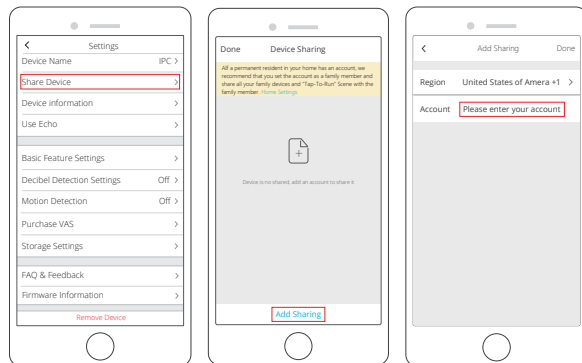 Settings
Device Name IPC >
Share Device >
Device information >
Use Echo >
Basic Feature Settings >
Decibel Detection Settings Off >
Motion Detection Off >
Purchase VAS >
Storage Settings >
FAQ & Feedback >
Firmware Information >
Remove Device
Done Device Sharing
Alf a permanent resident in your home has an account, we
recommend that you set the account as a family member and
share all your family devices and "Tap-To-Run" Scene with the
family member. Home Settings
Device is no shared, add an account to share it
Add Sharing
< Add Sharing Done
Region United States of Amera +1 >
Account Please enter your account